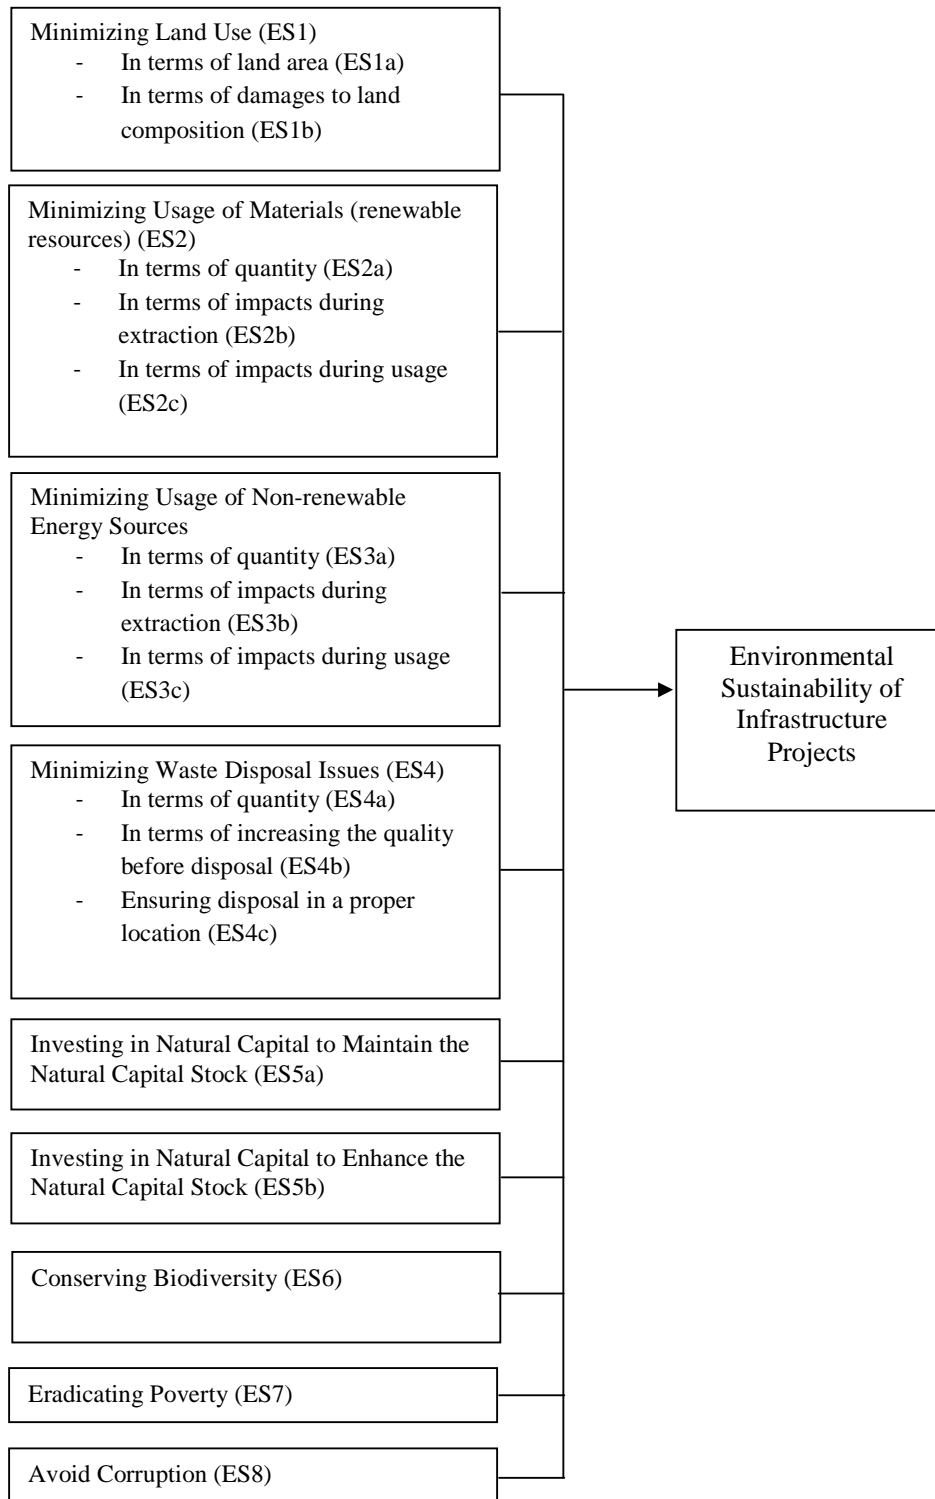 Minimizing Land Use (ES1)
- In terms of land area (ES1a)
- In terms of damages to land
composition (ES1b)
Minimizing Usage of Materials (renewable
resources) (ES2)
- In terms of quantity (ES2a)
- In terms of impacts during
extraction (ES2b)
- In terms of impacts during usage
(ES2c)
Minimizing Usage of Non-renewable
Energy Sources
- In terms of quantity (ES3a)
- In terms of impacts during
extraction (ES3b)
- In terms of impacts during usage
(ES3c)
Minimizing Waste Disposal Issues (ES4)
- In terms of quantity (ES4a)
- In terms of increasing the quality
before disposal (ES4b)
- Ensuring disposal in a proper
location (ES4c)
Investing in Natural Capital to Maintain the
Natural Capital Stock (ES5a)
Investing in Natural Capital to Enhance the
Natural Capital Stock (ES5b)
Conserving Biodiversity (ES6)
Eradicating Poverty (ES7)
Avoid Corruption (ES8)
Environmental
Sustainability of
Infrastructure
Projects